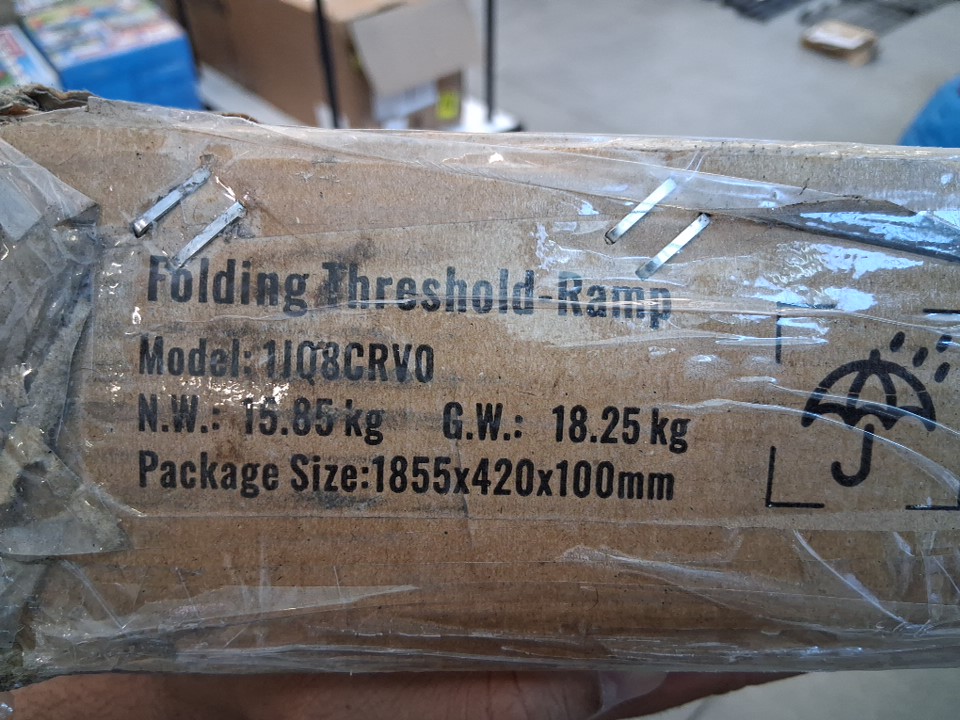 Folding Threshold-Ramp
Model: 1JQ8CRV0
N.W.: 15.85 kg G.W.: 18.25 kg
Package Size:1855x420x100mm